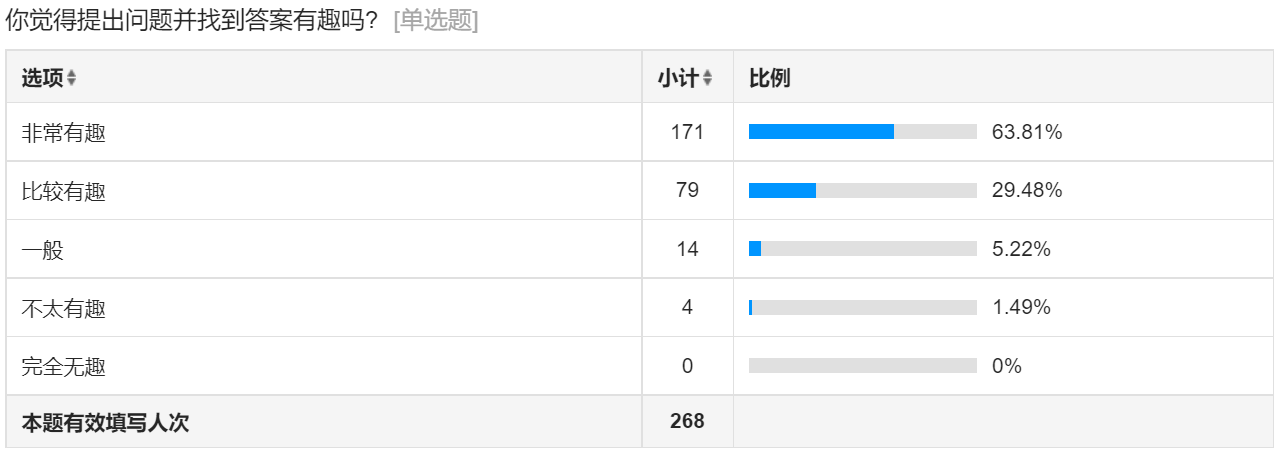 你觉得提出问题并找到答案有趣吗? [单选题]
选项 小计 比例
非常有趣 171 63.81%
比较有趣 79 29.48%
一般 14 5.22%
不太有趣 4 1.49%
完全无趣 0 0%
本题有效填写人次 268